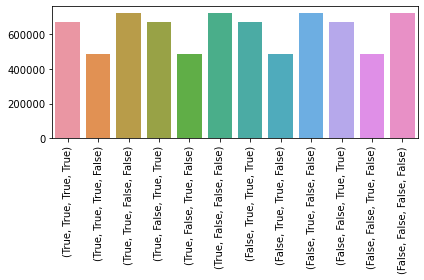 600000
400000
200000
0
(True, True, True, True)
(True, True, True, False)
(True, True, False, False)
(True, False, True, True)
(True, False, True, False)
(True, False, False, False)
(False, True, True, True)
(False, True, True, False)
(False, True, False, False)
(False, False, True, True)
(False, False, True, False)
(False, False, False, False)